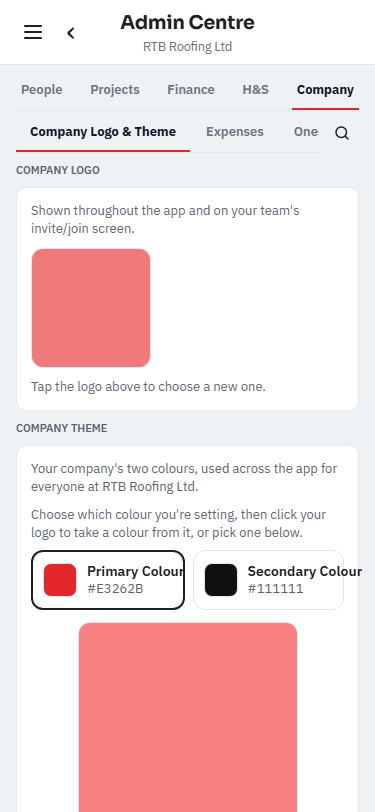 Admin Centre
RTB Roofing Ltd
People Projects Finance H&S Company
Company Logo & Theme Expenses One
COMPANY LOGO
Shown throughout the app and on your team's
invite/join screen.
Tap the logo above to choose a new one.
COMPANY THEME
Your company's two colours, used across the app for
everyone at RTB Roofing Ltd.
Choose which colour you're setting, then click your
logo to take a colour from it, or pick one below.
Primary Colour Secondary Colour
#E3262B #111111